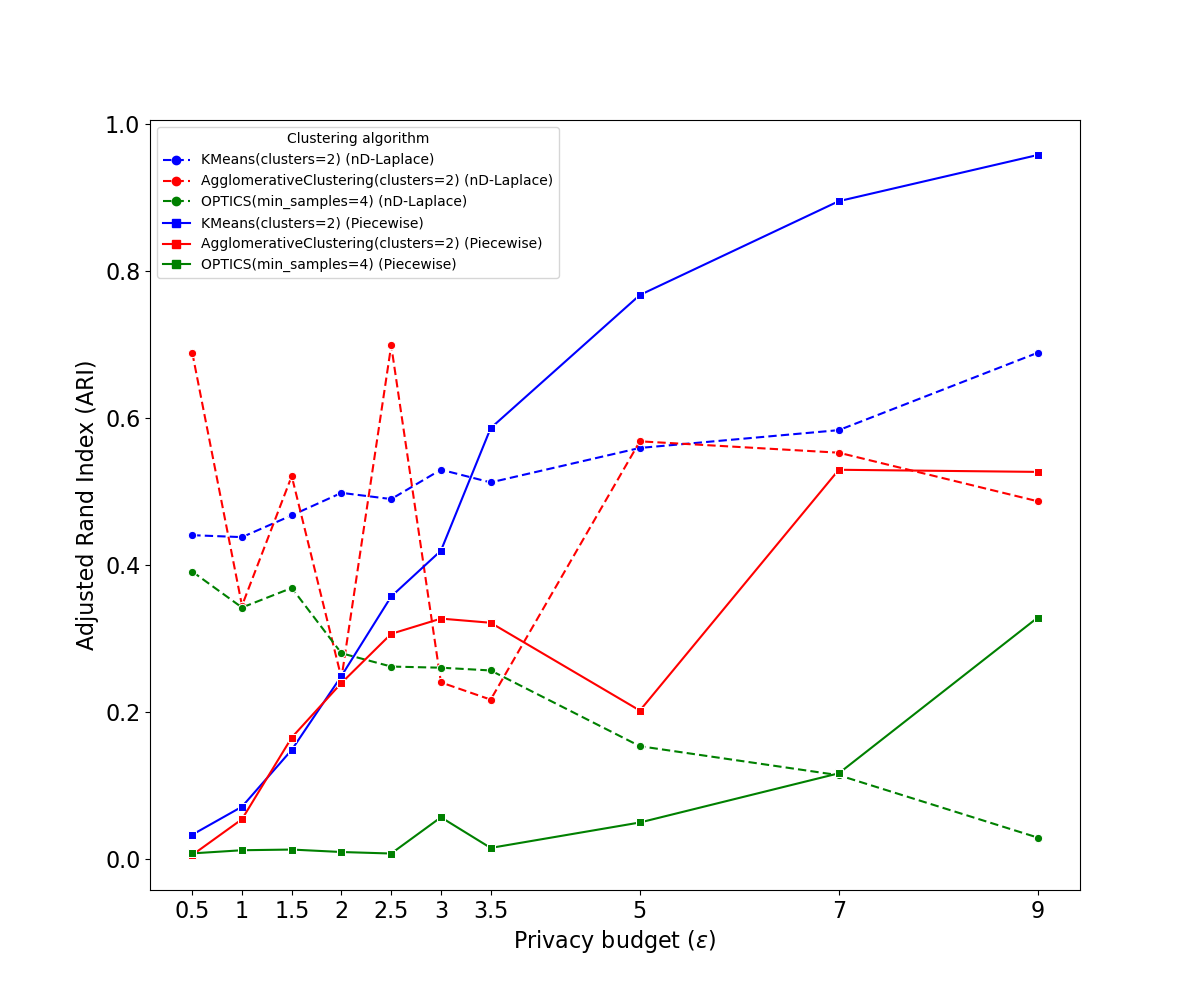 Clustering algorithm
KMeans(clusters=2) (nD-Laplace)
AgglomerativeClustering(clusters=2) (nD-Laplace)
OPTICS(min_samples=4) (nD-Laplace)
KMeans(clusters=2) (Piecewise)
AgglomerativeClustering(clusters=2) (Piecewise)
OPTICS(min_samples=4) (Piecewise)
Adjusted Rand Index (ARI)
1.0
0.8
0.6
0.4
0.2
0.0
0.5 1 1.5 2 2.5 3 3.5 5 7 9
Privacy budget (ε)